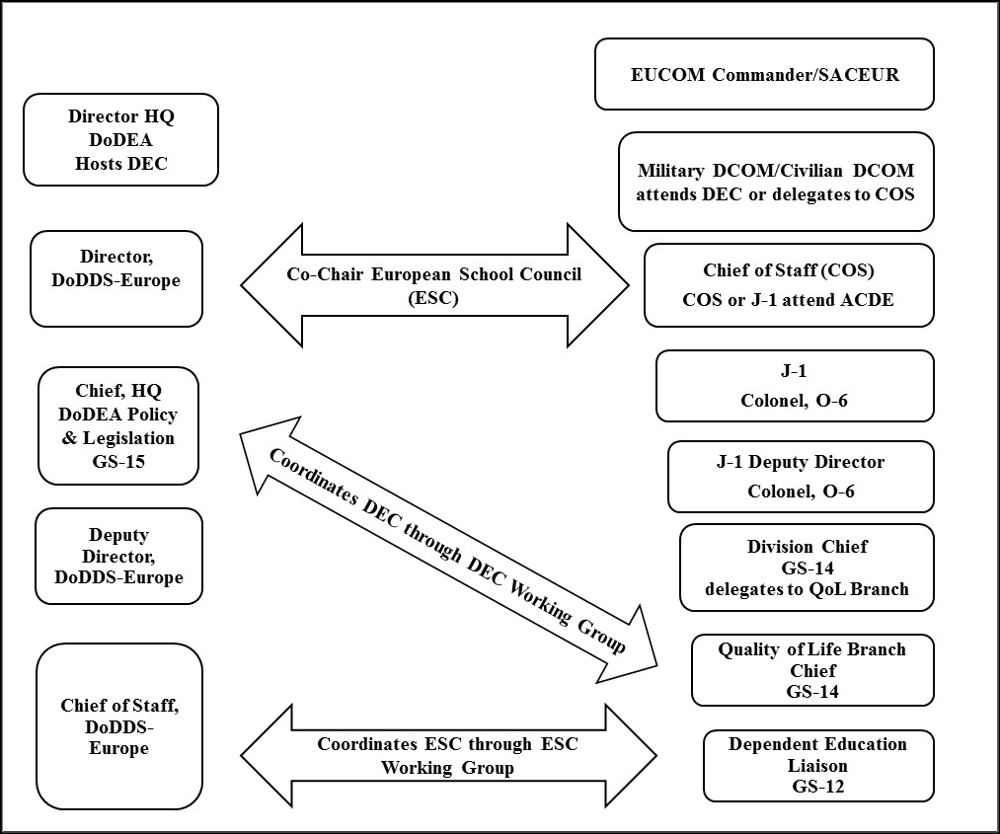 EUCOM Commander/SACEUR
Director HQ
DoDEA
Hosts DEC
Military DCOM/Civilian DCOM
attends DEC or delegates to COS
Director,
DoDDS-Europe
Co-Chair European School Council
(ESC)
Chief of Staff (COS)
COS or J-1 attend ACDE
Chief, HQ
DoDEA Policy
& Legislation
GS-15
J-1
Colonel, O-6
Coordinates DEC through DEC Working Group
J-1 Deputy Director
Colonel, O-6
Deputy
Director,
DoDDS-Europe
Division Chief
GS-14
delegates to QoL Branch
Quality of Life Branch
Chief
GS-14
Chief of Staff,
DoDDS-
Europe
Coordinates ESC through ESC
Working Group
Dependent Education
Liaison
GS-12